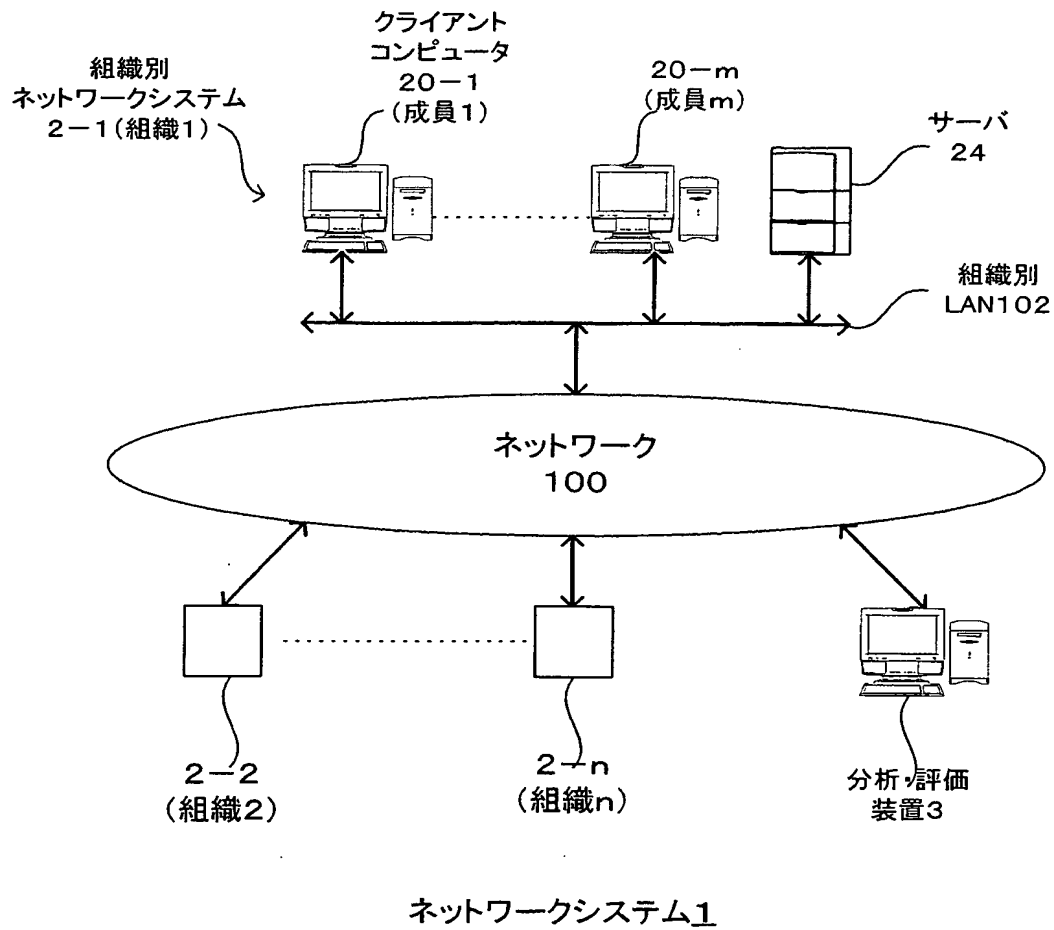 クライアント
コンピュータ
20-1
(成員1)
組織別
ネットワークシステム
2-1(組織1)
20-m
(成員m)
サーバ
24
組織別
LAN102
ネットワーク
100
2-2
(組織2)
2-n
(組織n)
分析・評価
装置3
ネットワークシステム1